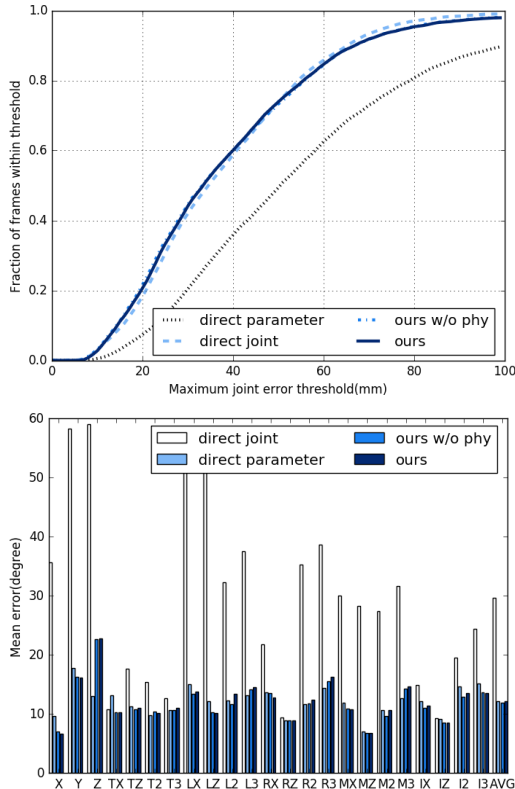 1.0
0.8
0.6
0.4
0.2
0.0
Fraction of frames within threshold
direct parameter
direct joint
ours w/o phy
ours
0 20 40 60 80 100
Maximum joint error threshold(mm)
60
50
40
30
20
10
0
Mean error(degree)
direct joint
direct parameter
ours w/o phy
ours
X Y Z TX TZ T2 T3 LX LZ L2 L3 RX RZ R2 R3 MX MZ M2 M3 IX IZ I2 I3 AVG